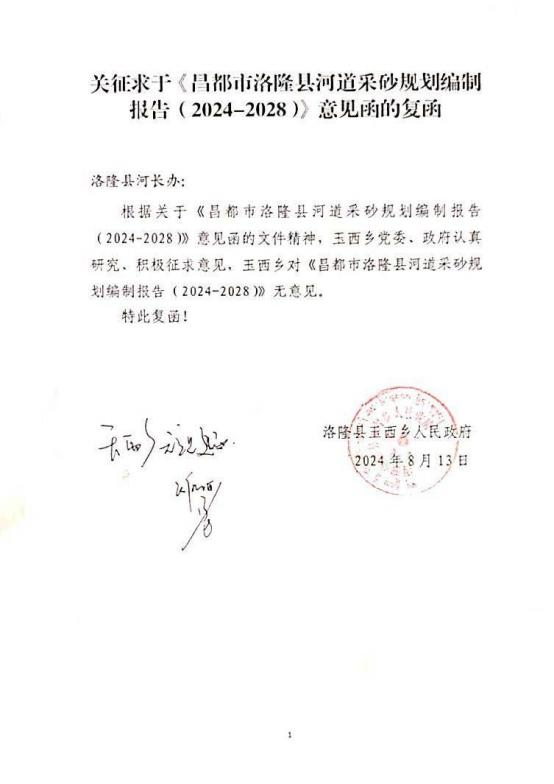 关征求于《昌都市洛隆县河道采砂规划编制
报告（2024-2028）》意见函的复函
洛隆县河长办：
根据关于《昌都市洛隆县河道采砂规划编制报告
（2024-2028）》意见函的文件精神，玉西乡党委、政府认真
研究、积极征求意见，玉西乡对《昌都市洛隆县河道采砂规
划编制报告（2024-2028）》无意见。
特此复函！
玉西乡无意见.
洛隆县玉西乡人民政府
2024年8月13日
1